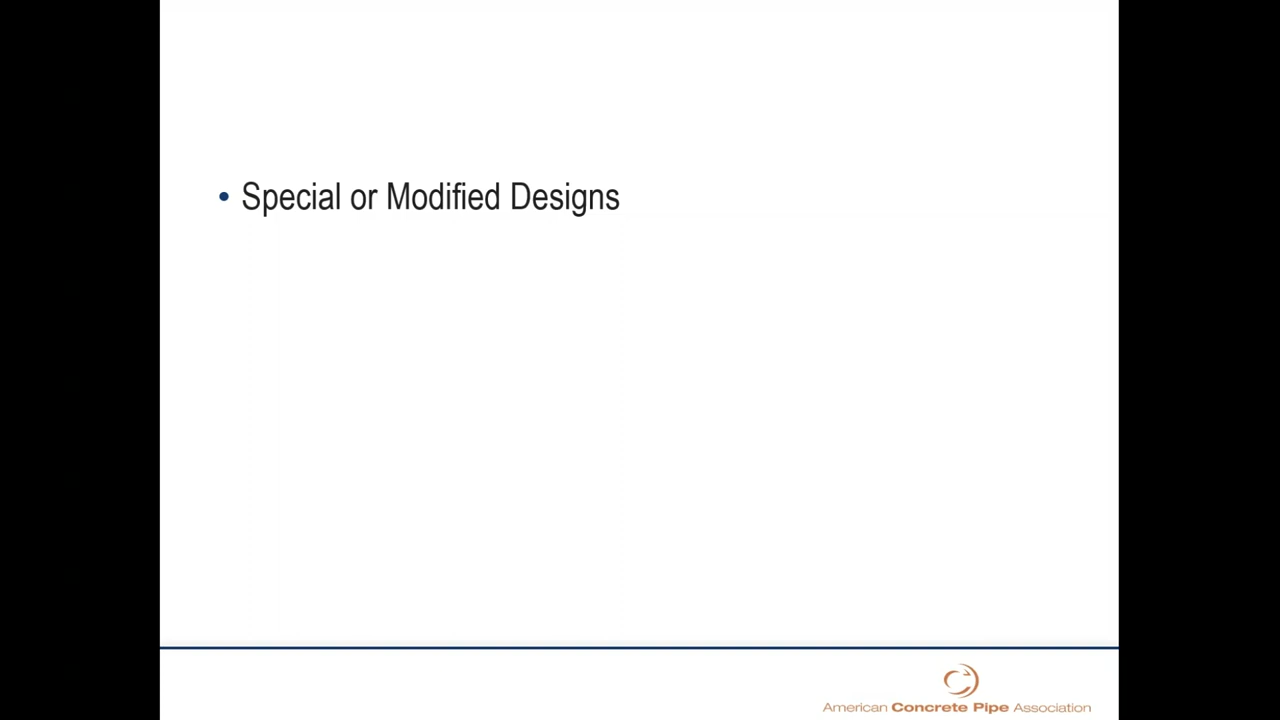 • Special or Modified Designs
American Concrete Pipe Association